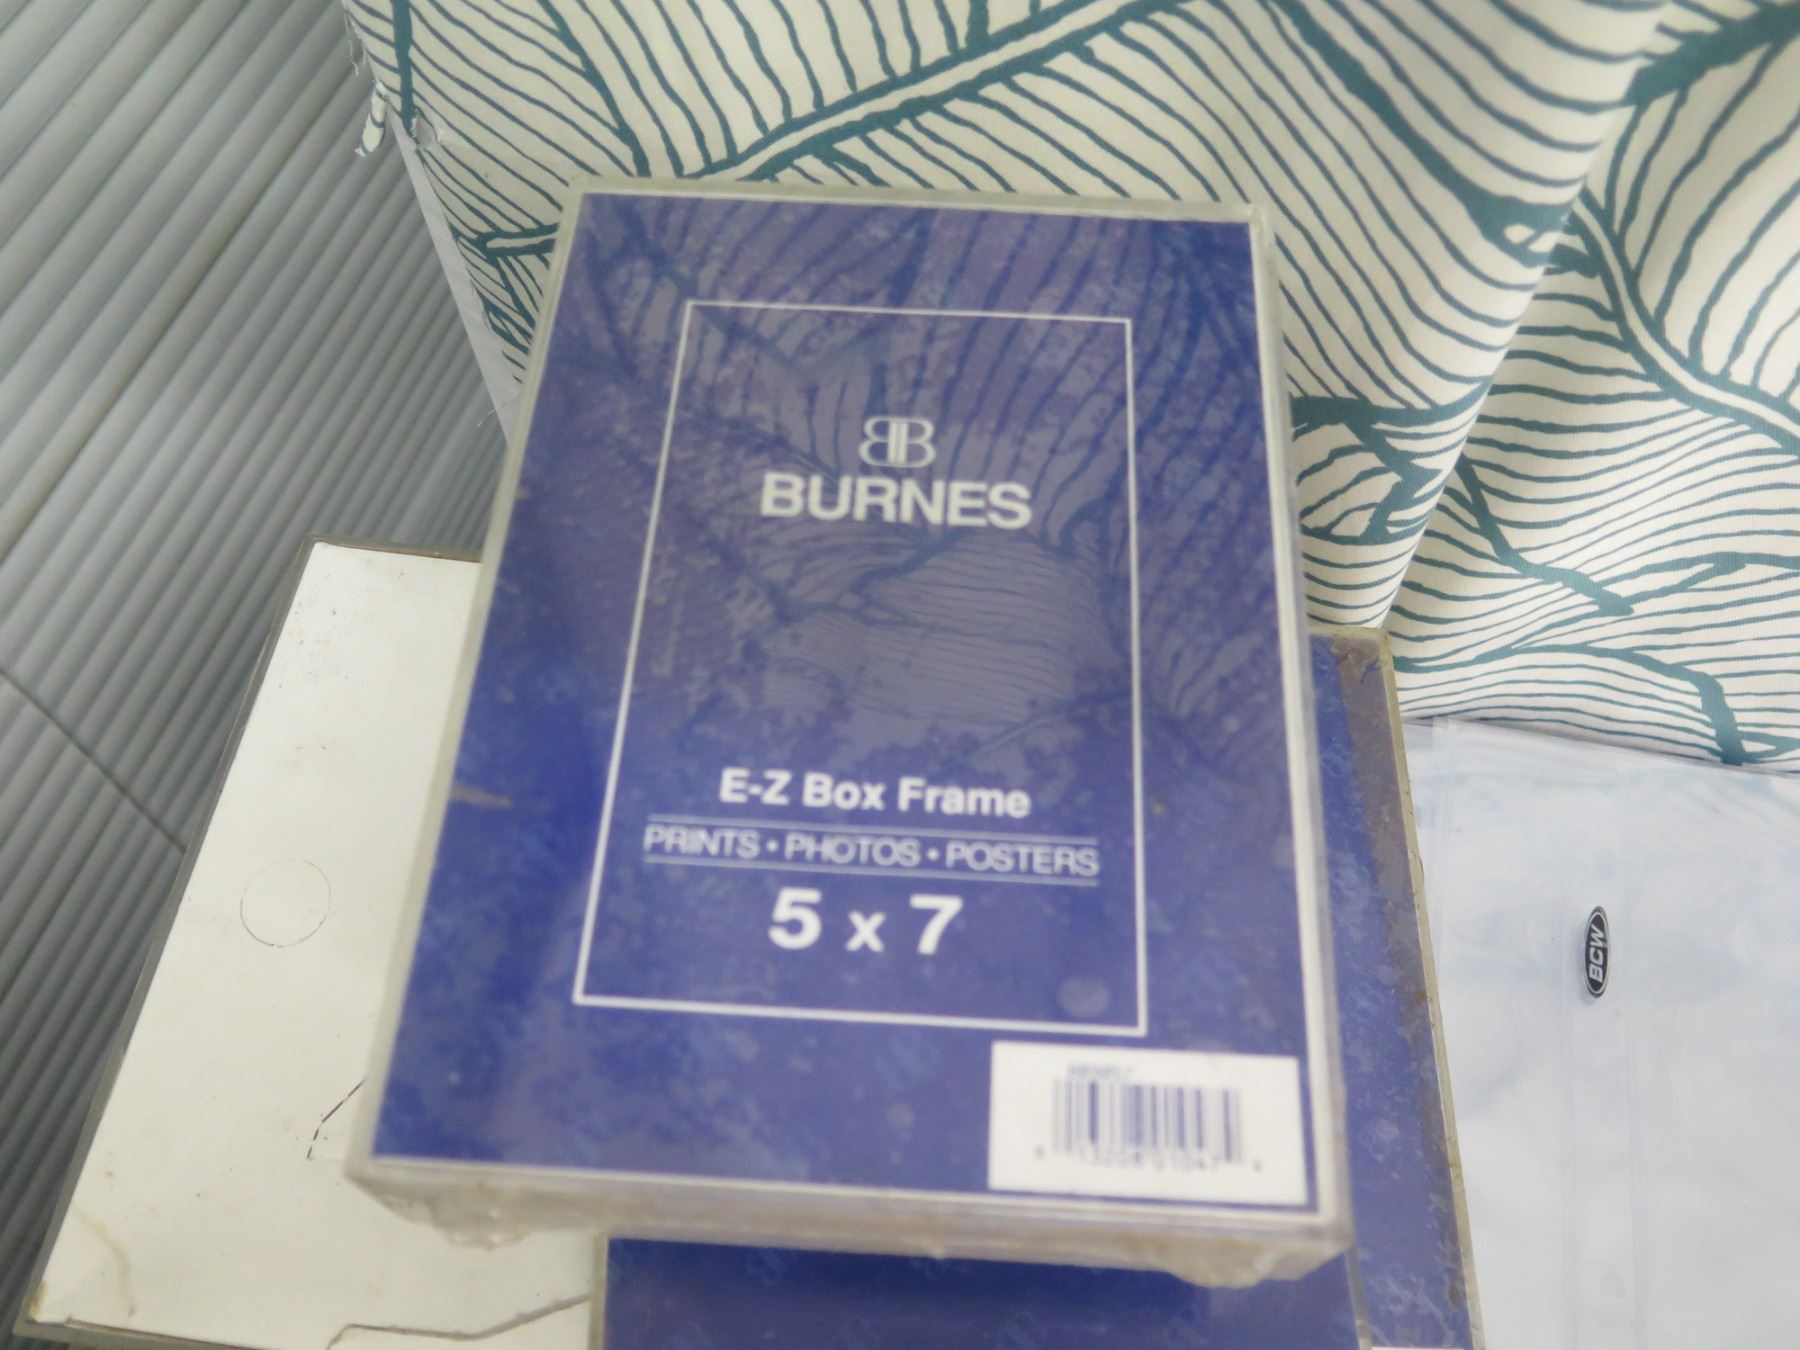 BB
BURNES
E-Z Box Frame
PRINTS • PHOTOS • POSTERS
5 x 7
BCW